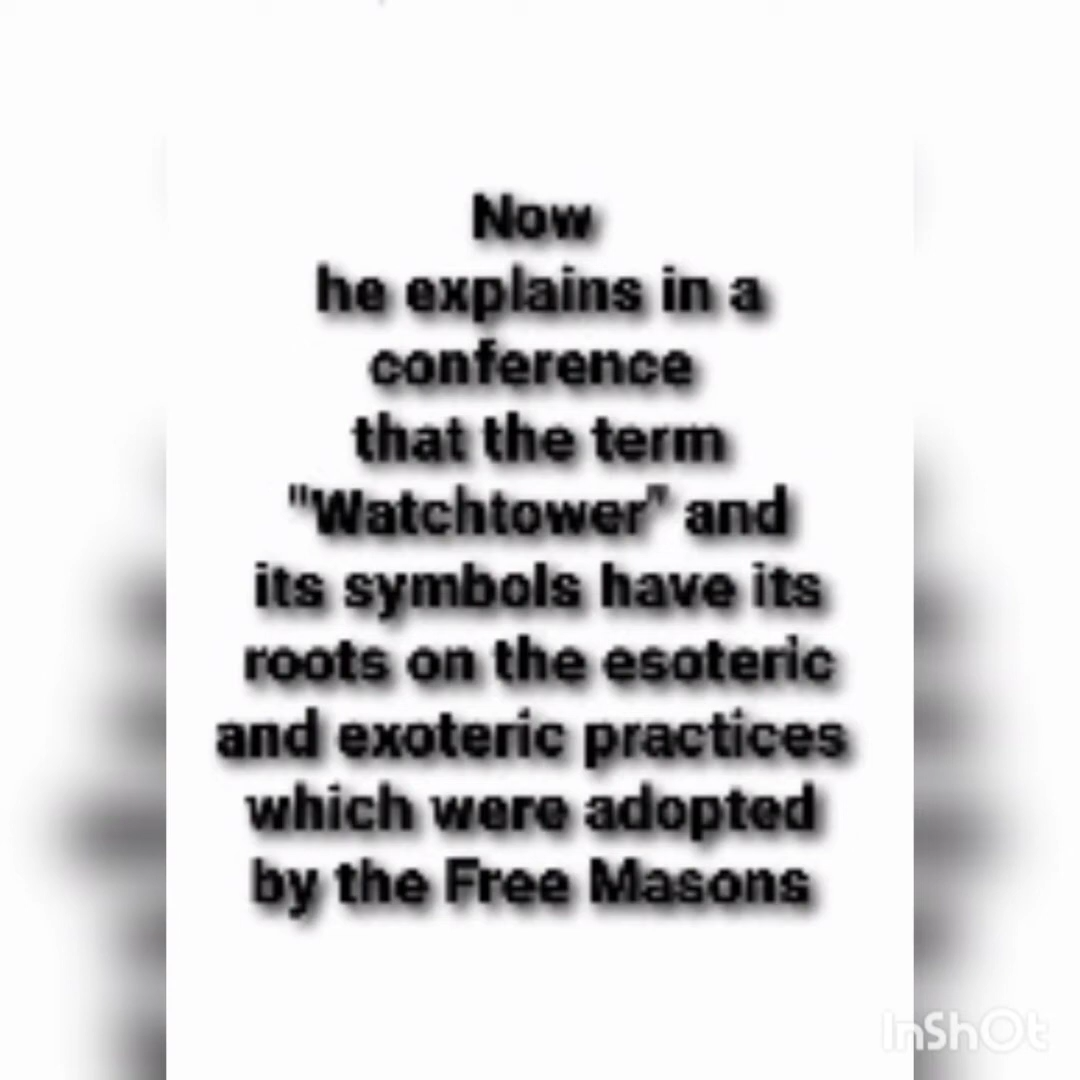 Now
he explains in a
conference
that the term
"Watchtower" and
its symbols have its
roots on the esoteric
and exoteric practices
which were adopted
by the Free Masons
InShOt